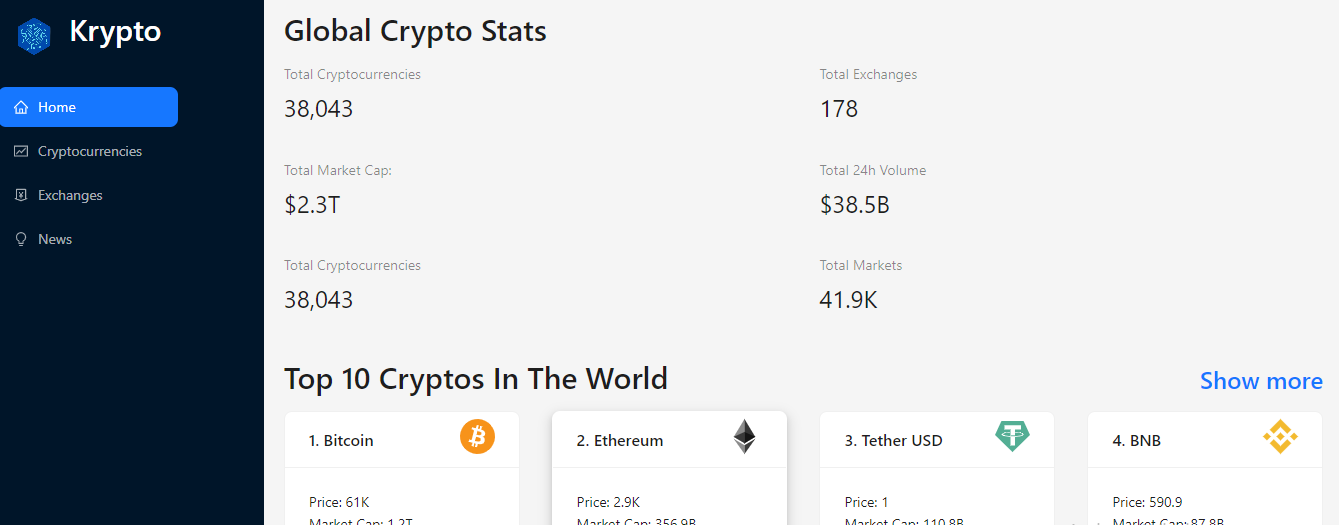 Krypto
Home
Cryptocurrencies
Exchanges
News
Global Crypto Stats
Total Cryptocurrencies
38,043
Total Exchanges
178
Total Market Cap:
$2.3T
Total 24h Volume
$38.5B
Total Cryptocurrencies
38,043
Total Markets
41.9K
Top 10 Cryptos In The World
Show more
1. Bitcoin
Price: 61K
Market Cap: 1.2T
2. Ethereum
Price: 2.9K
Market Cap: 356.9B
3. Tether USD
Price: 1
Market Cap: 110.8B
4. BNB
Price: 590.9
Market Cap: 87.8B